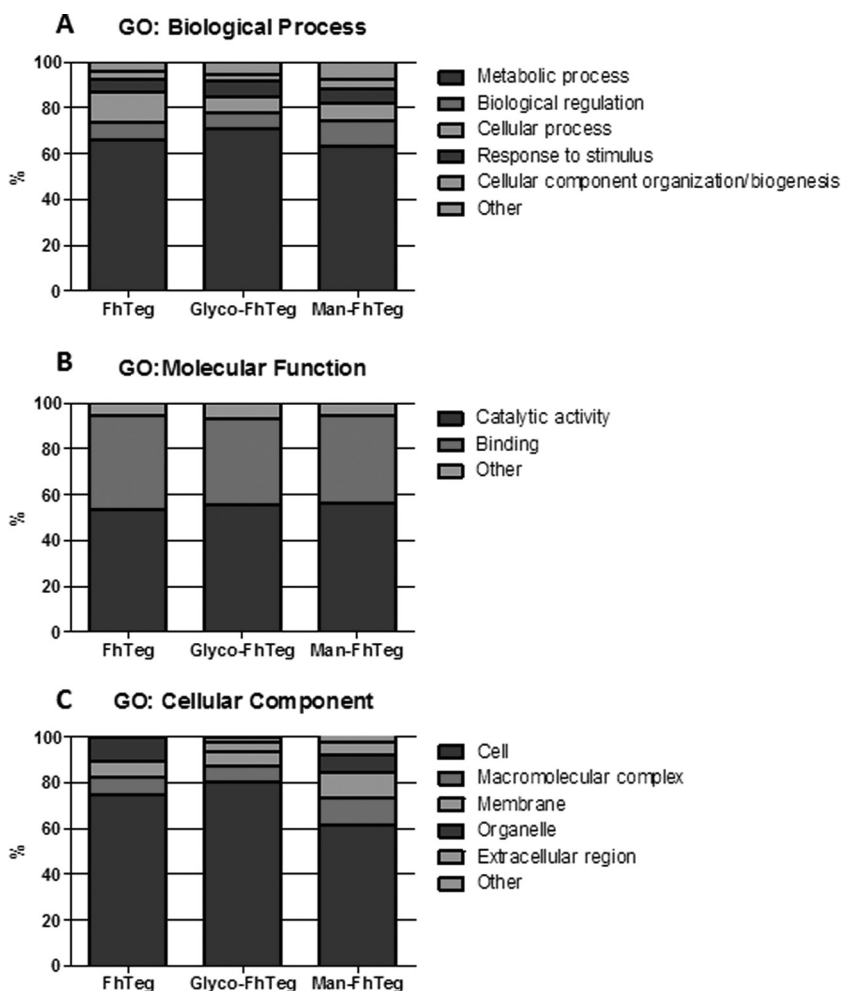 A GO: Biological Process
100
80
60
40
20
0
%
FhTeg Glyco-FhTeg Man-FhTeg
Metabolic process
Biological regulation
Cellular process
Response to stimulus
Cellular component organization/biogenesis
Other
B GO:Molecular Function
100
80
60
40
20
0
%
FhTeg Glyco-FhTeg Man-FhTeg
Catalytic activity
Binding
Other
C GO: Cellular Component
100
80
60
40
20
0
%
FhTeg Glyco-FhTeg Man-FhTeg
Cell
Macromolecular complex
Membrane
Organelle
Extracellular region
Other